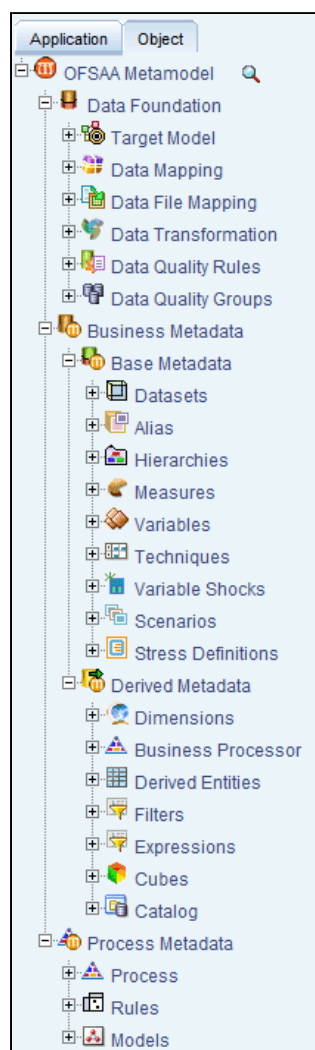 Application Object
OFSAA Metamodel
Data Foundation
Target Model
Data Mapping
Data File Mapping
Data Transformation
Data Quality Rules
Data Quality Groups
Business Metadata
Base Metadata
Datasets
Alias
Hierarchies
Measures
Variables
Techniques
Variable Shocks
Scenarios
Stress Definitions
Derived Metadata
Dimensions
Business Processor
Derived Entities
Filters
Expressions
Cubes
Catalog
Process Metadata
Process
Rules
Models